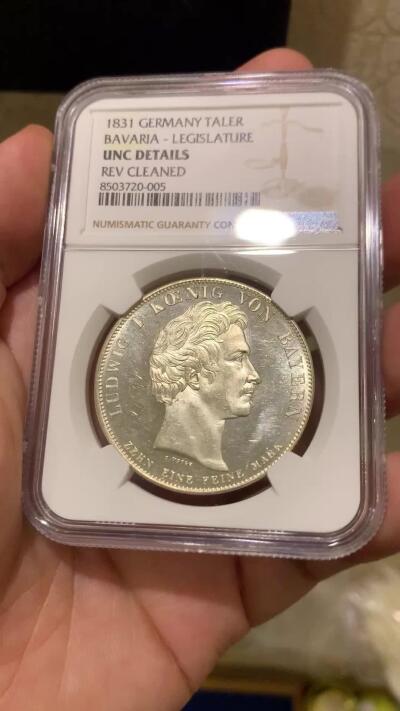 1831 GERMANY TALER
BAVARIA - LEGISLATURE
UNC DETAILS
REV CLEANED
8503720-005
NUMISMATIC GUARANTY
LUDWIG I KŒNIG VON BAYERN
ZEHN EINE FEINE MARK